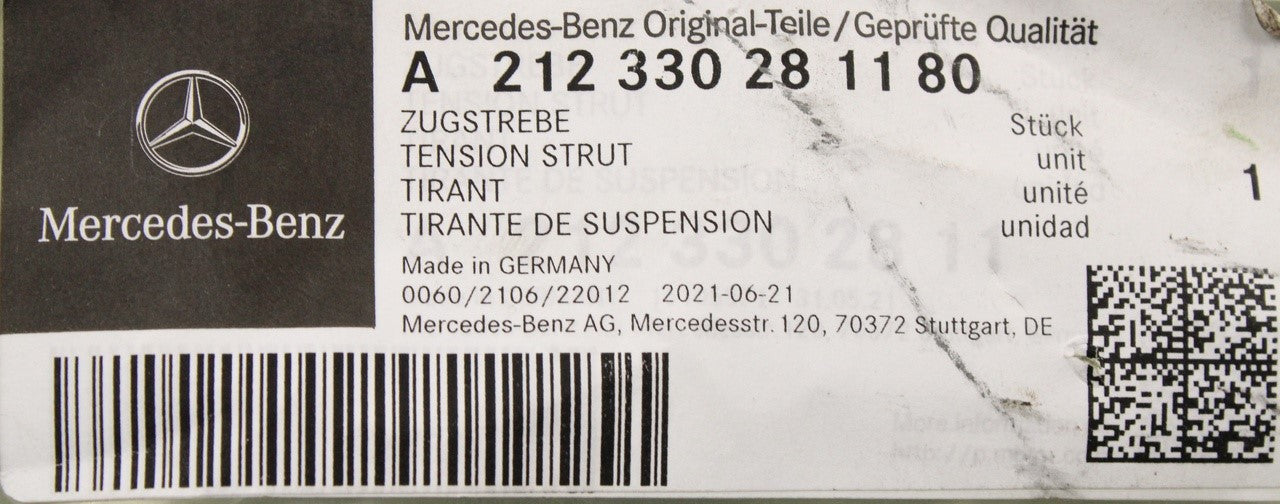 Mercedes-Benz
Mercedes-Benz Original-Teile/Geprüfte Qualität
A 212 330 28 11 80
ZUGSTREBE
TENSION STRUT
TIRANT
TIRANTE DE SUSPENSION
Stück
unit
unité
unidad
1
Made in GERMANY
0060/2106/22012 2021-06-21
Mercedes-Benz AG, Mercedesstr. 120, 70372 Stuttgart, DE